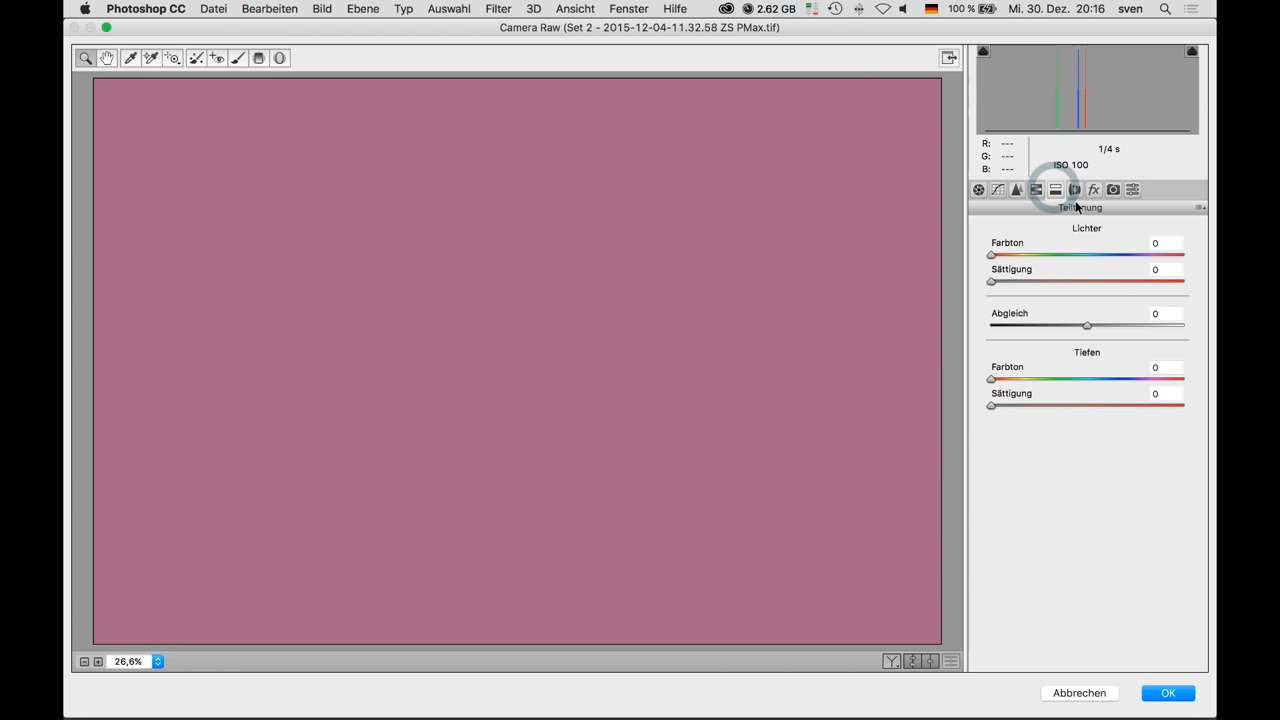 Photoshop CC Datei Bearbeiten Bild Ebene Typ Auswahl Filter 3D Ansicht Fenster Hilfe 2.62 GB 100 % Mi. 30. Dez. 20:16 sven
Camera Raw (Set 2 - 2015-12-04-11.32.58 ZS PMax.tif)
R: ---
G: ---
B: ---
1/4 s
ISO 100
fx
Lichter
Farbton 0
Sättigung 0
Abgleich 0
Tiefen
Farbton 0
Sättigung 0
26,6%
Abbrechen OK